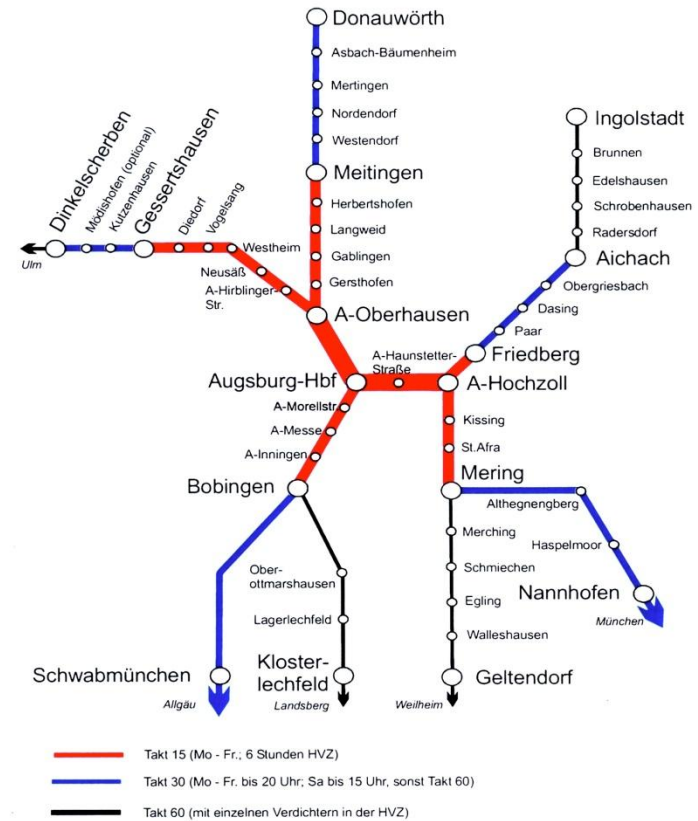 Donauwörth
Asbach-Bäumenheim
Mertingen
Nordendorf
Westendorf
Meitingen
Herbertshofen
Langweid
Gablingen
Gersthofen
A-Oberhausen
Ingolstadt
Brunnen
Edelshausen
Schrobenhausen
Radersdorf
Aichach
Obergriesbach
Dasing
Paar
Friedberg
Dinkelscherben
Mödishofen (optional)
Kutzenhausen
Gessertshausen
Diedorf
Vogelsang
Westheim
Neusäß
A-Hirblinger-
Str.
Ulm
A-Haunstetter-
Straße
Augsburg-Hbf
A-Hochzoll
A-Morellstr.
A-Messe
A-Inningen
Bobingen
Kissing
St.Afra
Mering
Althegnengberg
Haspelmoor
Nannhofen
München
Merching
Schmiechen
Egling
Walleshausen
Geltendorf
Weilheim
Ober-
ottmarshausen
Lagerlechfeld
Kloster-
lechfeld
Landsberg
Schwabmünchen
Allgäu
Takt 15 (Mo - Fr.; 6 Stunden HVZ)
Takt 30 (Mo - Fr. bis 20 Uhr; Sa bis 15 Uhr, sonst Takt 60)
Takt 60 (mit einzelnen Verdichtern in der HVZ)